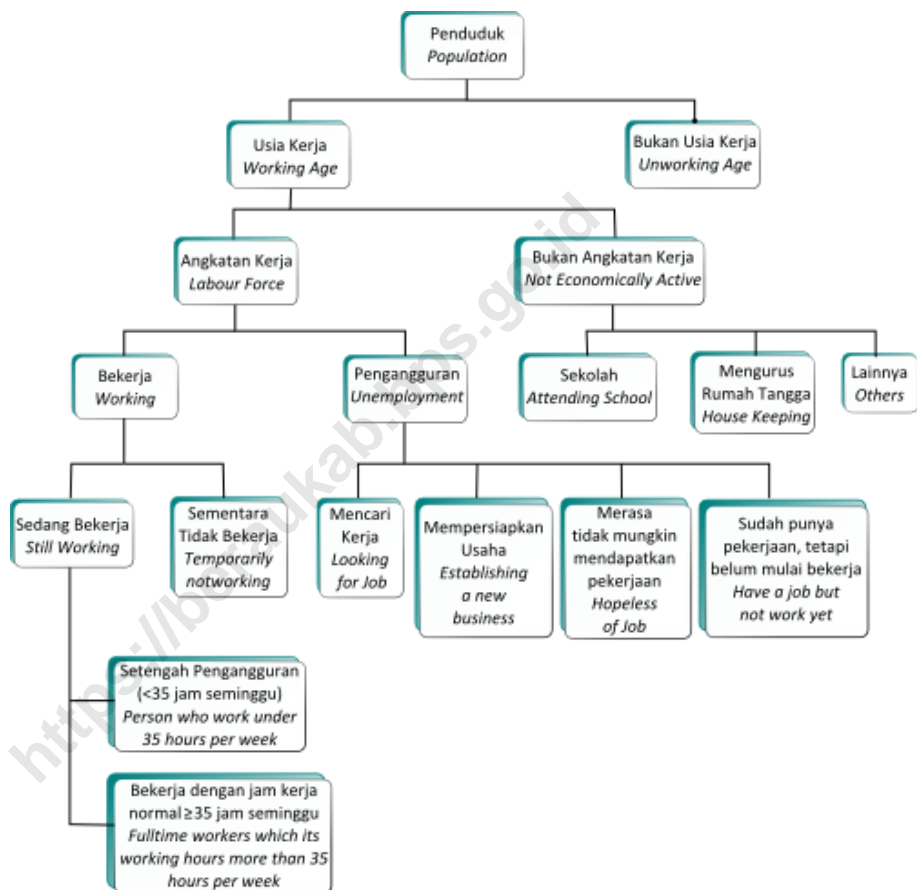 Penduduk
Population
Usia Kerja
Working Age
Bukan Usia Kerja
Unworking Age
Angkatan Kerja
Labour Force
Bukan Angkatan Kerja
Not Economically Active
Bekerja
Working
Pengangguran
Unemployment
Sekolah
Attending School
Mengurus
Rumah Tangga
House Keeping
Lainnya
Others
Sedang Bekerja
Still Working
Sementara
Tidak Bekerja
Temporarily
notworking
Mencari
Kerja
Looking
for Job
Mempersiapkan
Usaha
Establishing
a new
business
Merasa
tidak mungkin
mendapatkan
pekerjaan
Hopeless
of Job
Sudah punya
pekerjaan, tetapi
belum mulai bekerja
Have a job but
not work yet
Setengah Pengangguran
(<35 jam seminggu)
Person who work under
35 hours per week
Bekerja dengan jam kerja
normal≥35 jam seminggu
Fulltime workers which its
working hours more than 35
hours per week
https://beraukab.bps.go.id